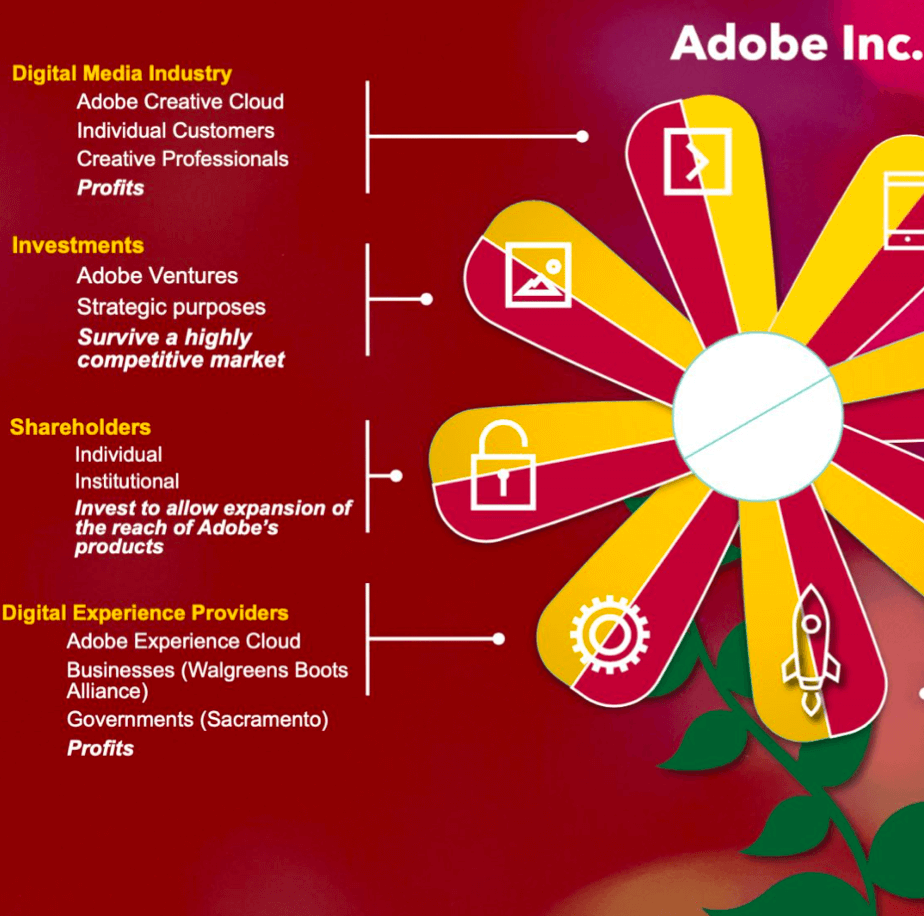 Adobe Inc.
Digital Media Industry
Adobe Creative Cloud
Individual Customers
Creative Professionals
Profits
Investments
Adobe Ventures
Strategic purposes
Survive a highly
competitive market
Shareholders
Individual
Institutional
Invest to allow expansion of
the reach of Adobe's
products
Digital Experience Providers
Adobe Experience Cloud
Businesses (Walgreens Boots
Alliance)
Governments (Sacramento)
Profits